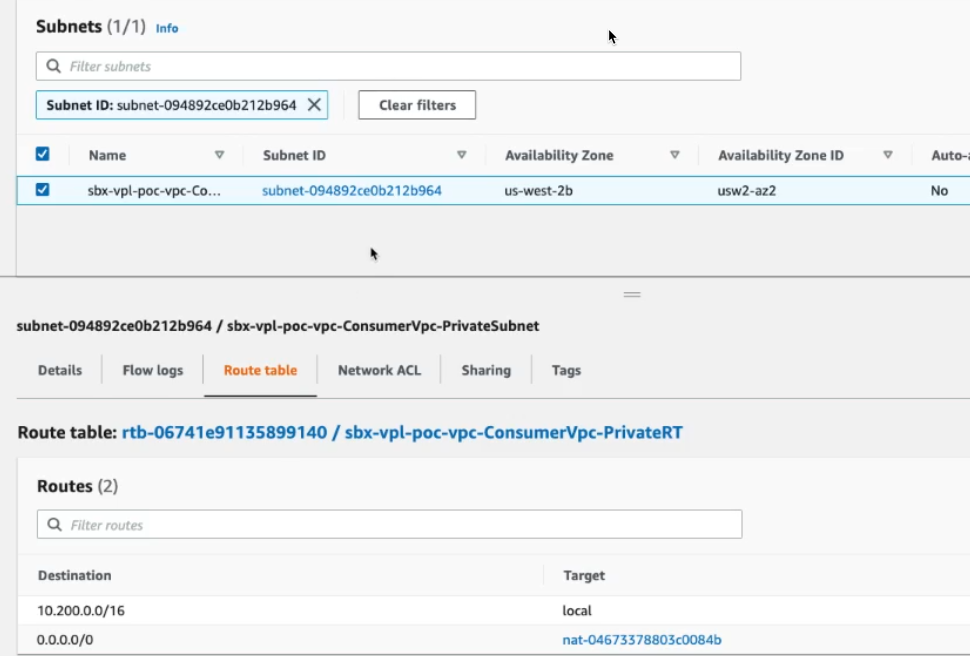 Subnets (1/1) Info
Filter subnets
Subnet ID: subnet-094892ce0b212b964 Clear filters
Name Subnet ID Availability Zone Availability Zone ID Auto-a
sbx-vpl-poc-vpc-Co... subnet-094892ce0b212b964 us-west-2b usw2-az2 No
subnet-094892ce0b212b964 / sbx-vpl-poc-vpc-ConsumerVpc-PrivateSubnet
Details Flow logs Route table Network ACL Sharing Tags
Route table: rtb-06741e91135899140 / sbx-vpl-poc-vpc-ConsumerVpc-PrivateRT
Routes (2)
Filter routes
Destination Target
10.200.0.0/16 local
0.0.0.0/0 nat-04673378803c0084b